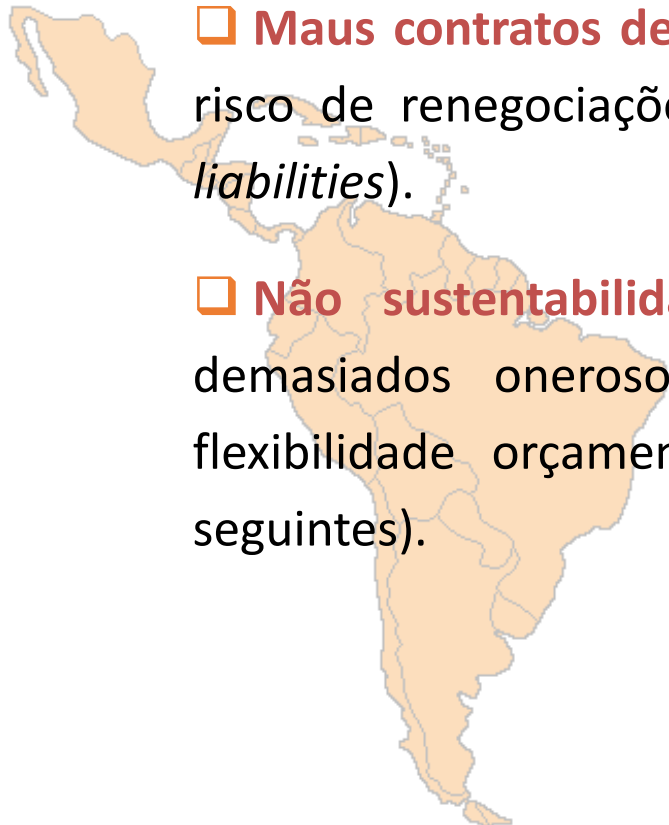 ❑ Maus contratos de
risco de renegociaçõ
liabilities).
❑ Não sustentabilid
demasiados oneroso
flexibilidade orçamen
seguintes).